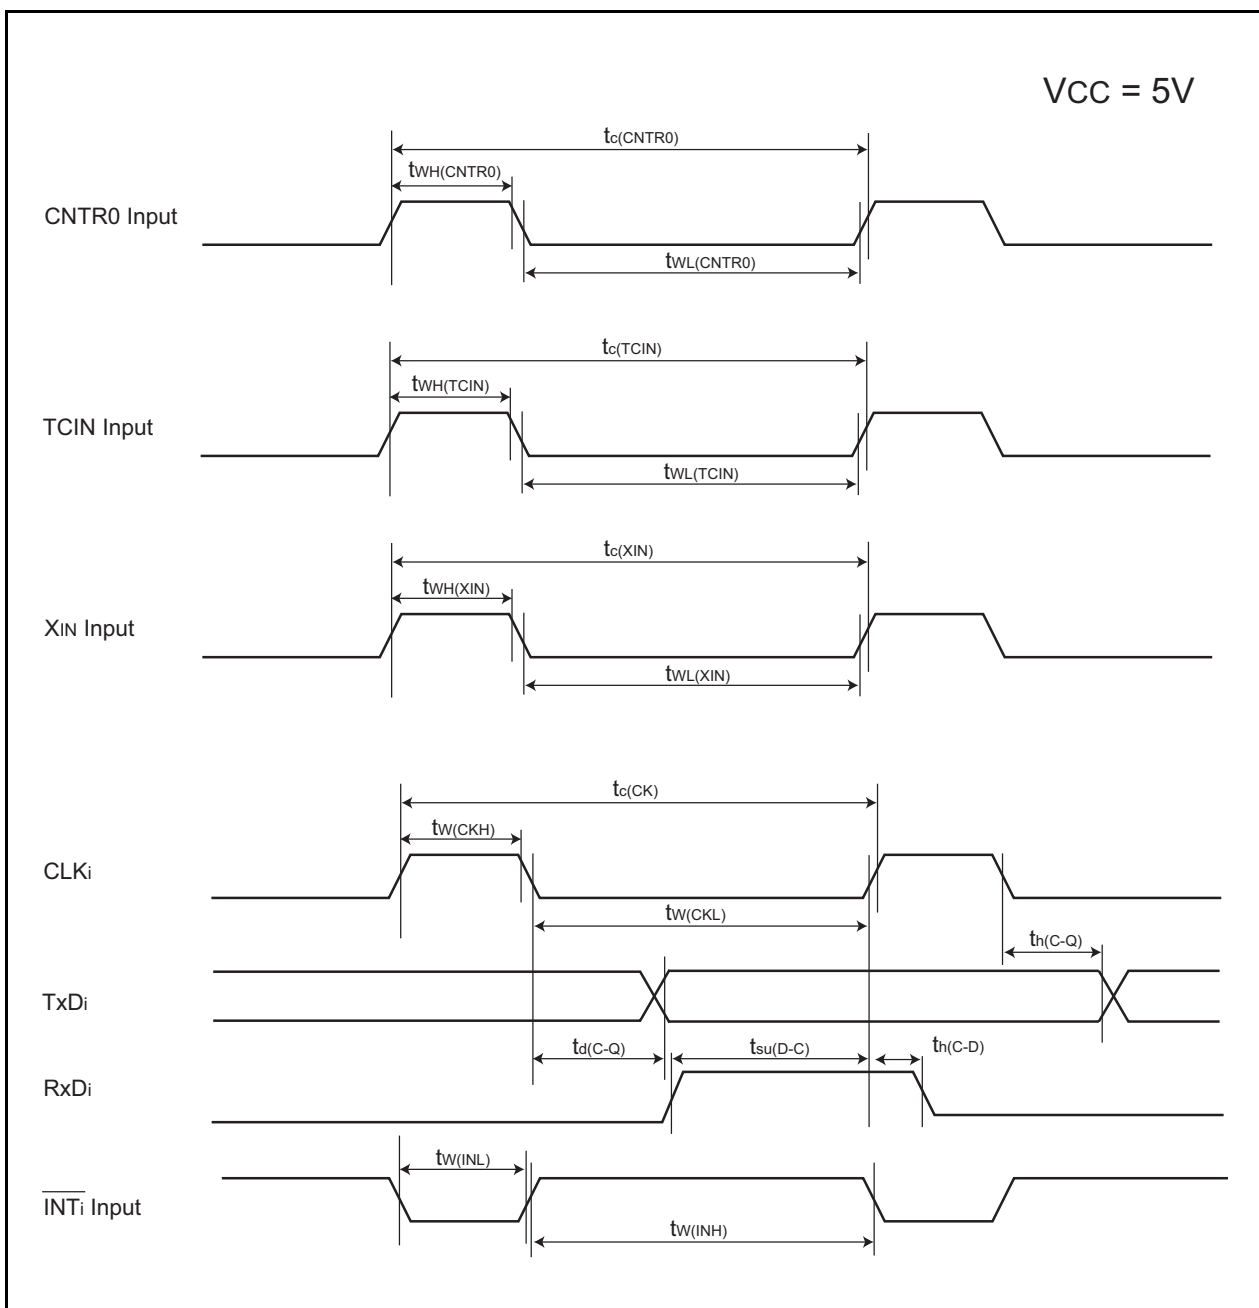 VCC = 5V
tc(CNTR0)
tWH(CNTR0)
CNTR0 Input
tWL(CNTR0)
tc(TCIN)
tWH(TCIN)
TCIN Input
tWL(TCIN)
tc(XIN)
tWH(XIN)
XIN Input
tWL(XIN)
tc(CK)
tW(CKH)
CLKi
tW(CKL)
th(C-Q)
TxDi
td(C-Q)
tsu(D-C)
th(C-D)
RxDi
tW(INL)
INTi Input
tW(INH)